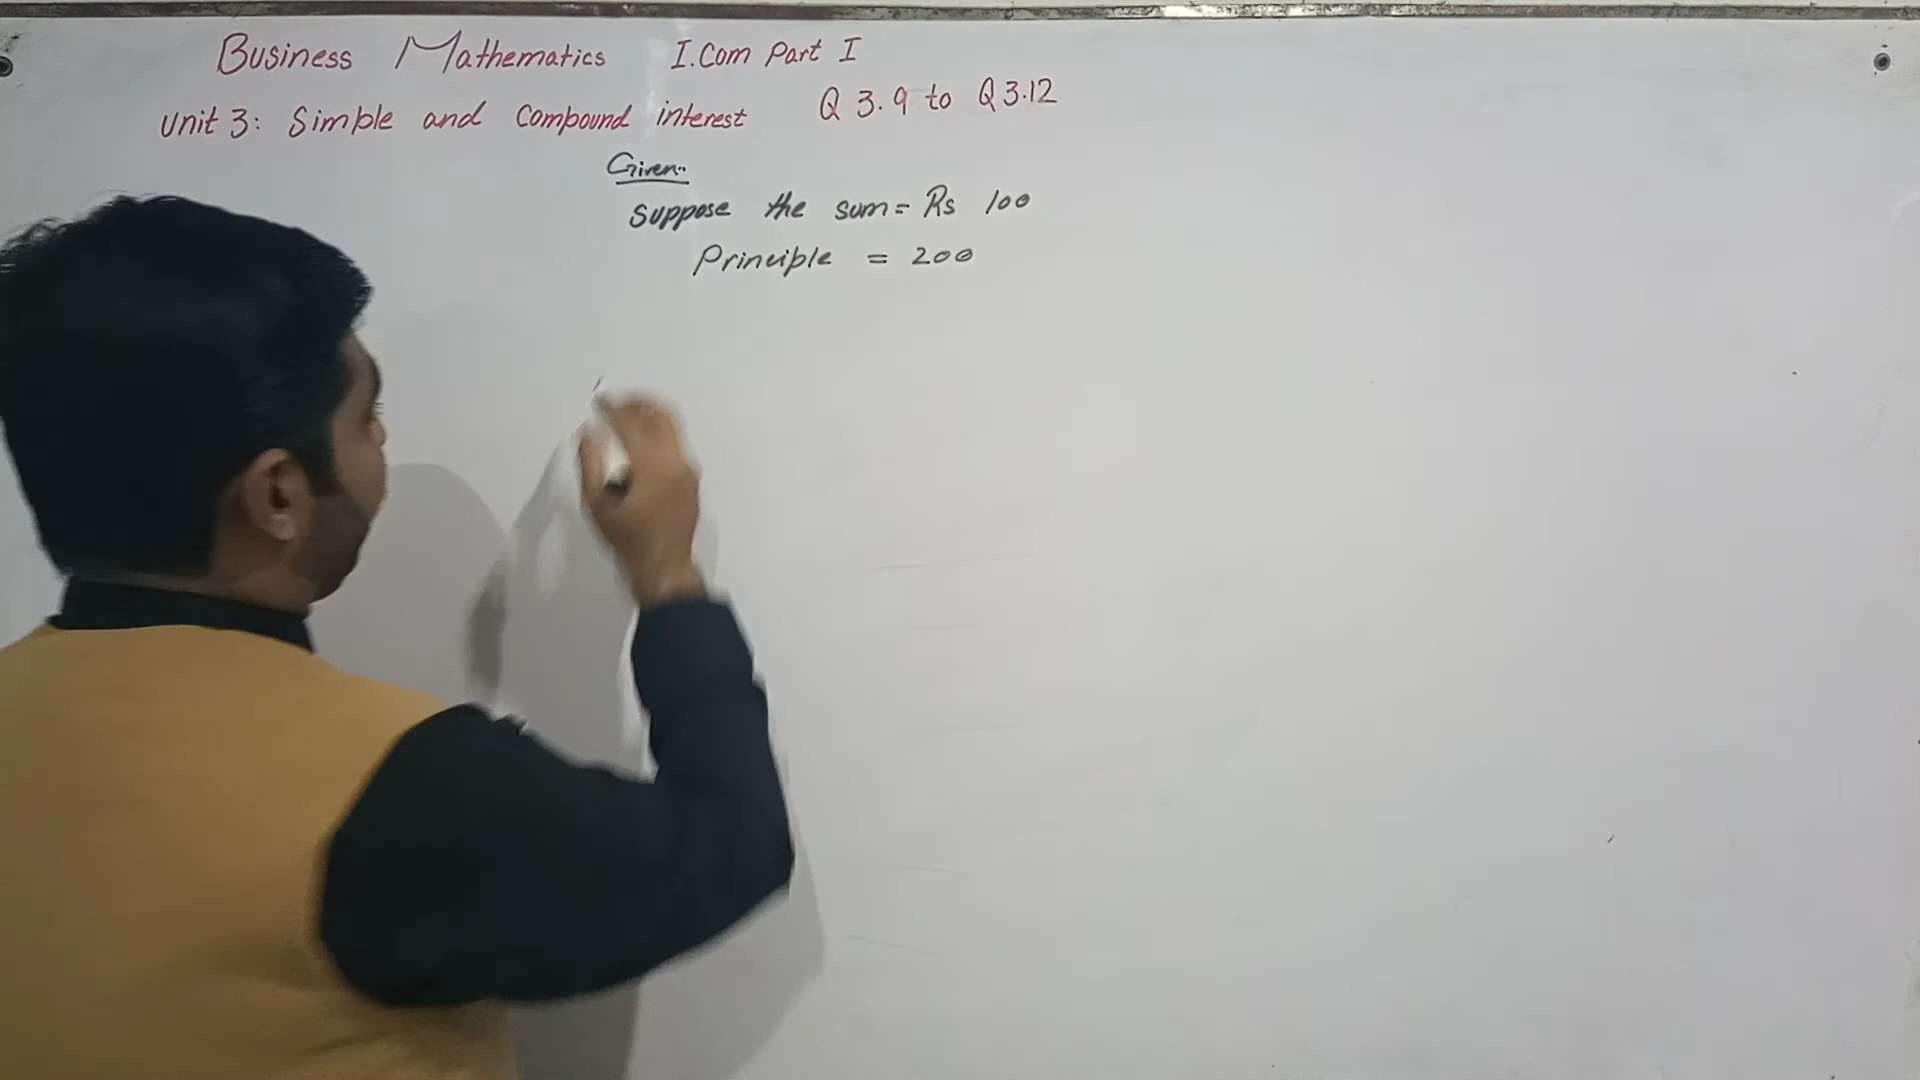 Business Mathematics I.Com Part I
Unit 3: Simple and Compound interest Q 3.9 to Q 3.12
Given:
Suppose the sum = Rs 100
Principle = 200